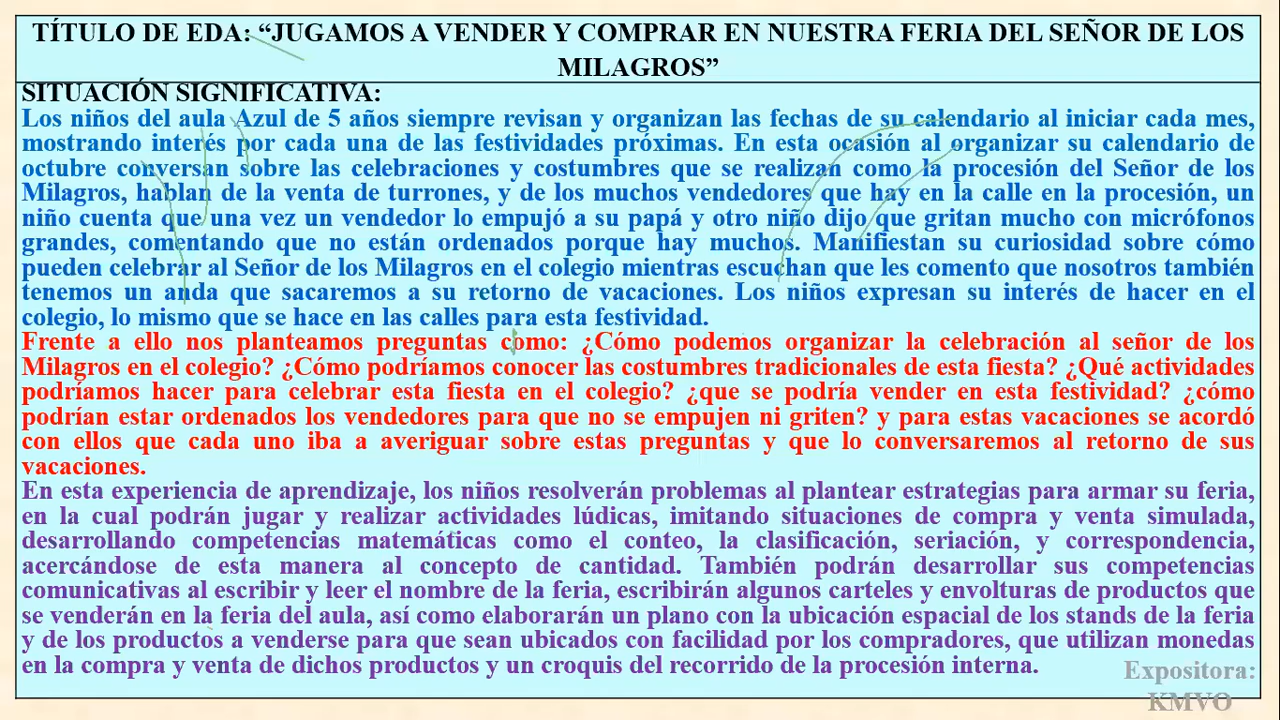 TÍTULO DE EDA: “JUGAMOS A VENDER Y COMPRAR EN NUESTRA FERIA DEL SEÑOR DE LOS
MILAGROS”
SITUACIÓN SIGNIFICATIVA:
Los niños del aula Azul de 5 años siempre revisan y organizan las fechas de su calendario al iniciar cada mes,
mostrando interés por cada una de las festividades próximas. En esta ocasión al organizar su calendario de
octubre conversan sobre las celebraciones y costumbres que se realizan como la procesión del Señor de los
Milagros, hablan de la venta de turrones, y de los muchos vendedores que hay en la calle en la procesión, un
niño cuenta que una vez un vendedor lo empujó a su papá y otro niño dijo que gritan mucho con micrófonos
grandes, comentando que no están ordenados porque hay muchos. Manifiestan su curiosidad sobre cómo
pueden celebrar al Señor de los Milagros en el colegio mientras escuchan que les comento que nosotros también
tenemos un anda que sacaremos a su retorno de vacaciones. Los niños expresan su interés de hacer en el
colegio, lo mismo que se hace en las calles para esta festividad.
Frente a ello nos planteamos preguntas como: ¿Cómo podemos organizar la celebración al señor de los
Milagros en el colegio? ¿Cómo podríamos conocer las costumbres tradicionales de esta fiesta? ¿Qué actividades
podríamos hacer para celebrar esta fiesta en el colegio? ¿que se podría vender en esta festividad? ¿cómo
podrían estar ordenados los vendedores para que no se empujen ni griten? y para estas vacaciones se acordó
con ellos que cada uno iba a averiguar sobre estas preguntas y que lo conversaremos al retorno de sus
vacaciones.
En esta experiencia de aprendizaje, los niños resolverán problemas al plantear estrategias para armar su feria,
en la cual podrán jugar y realizar actividades lúdicas, imitando situaciones de compra y venta simulada,
desarrollando competencias matemáticas como el conteo, la clasificación, seriación, y correspondencia,
acercándose de esta manera al concepto de cantidad. También podrán desarrollar sus competencias
comunicativas al escribir y leer el nombre de la feria, escribirán algunos carteles y envolturas de productos que
se venderán en la feria del aula, así como elaborarán un plano con la ubicación espacial de los stands de la feria
y de los productos a venderse para que sean ubicados con facilidad por los compradores, que utilizan monedas
en la compra y venta de dichos productos y un croquis del recorrido de la procesión interna.
Expositora:
KMVO